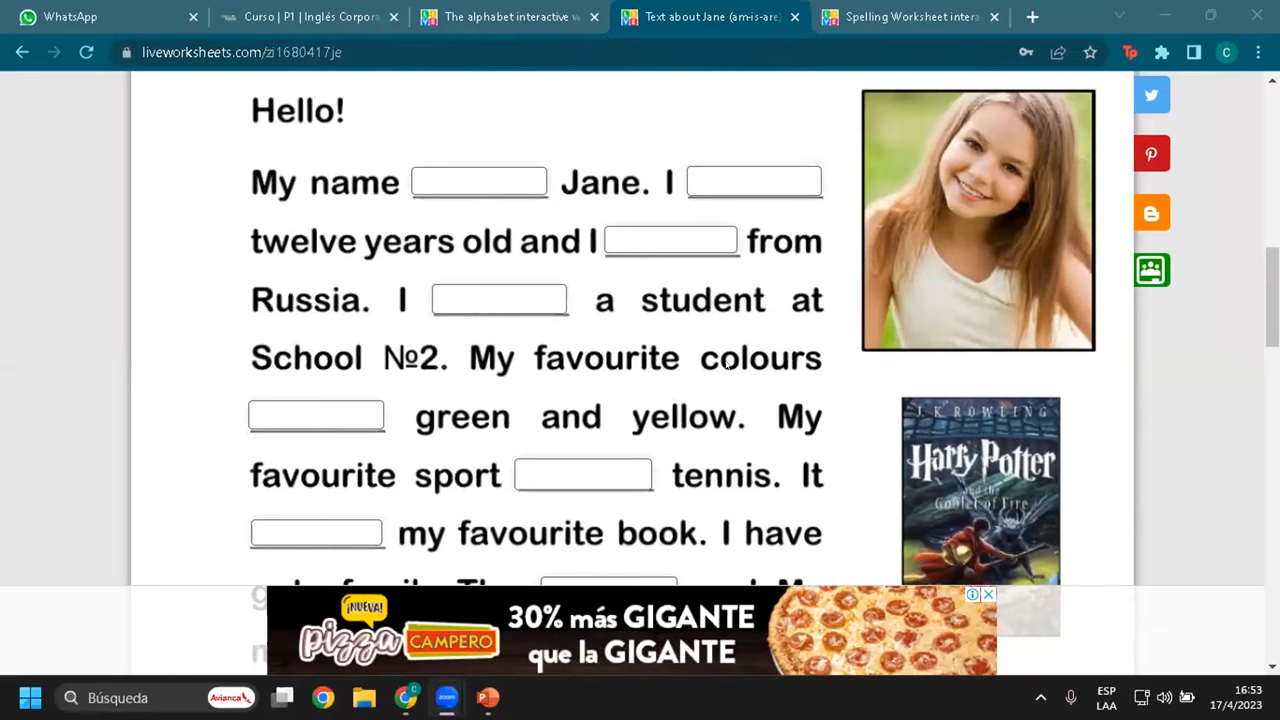 WhatsApp
Curso | P1 | Inglés Corpora
The alphabet interactive w
Text about Jane (am-is-are)
Spelling Worksheet intera
liveworksheets.com/zi1680417je
Hello!
My name Jane. I
twelve years old and I from
Russia. I a student at
School №2. My favourite colours
green and yellow. My
favourite sport tennis. It
my favourite book. I have
J. K. ROWLING
Harry Potter
and the
Goblet of Fire
¡NUEVA!
pizza
CAMPERO
30% más GIGANTE
que la GIGANTE
Búsqueda
Avianca
zoom
ESP
LAA
16:53
17/4/2023